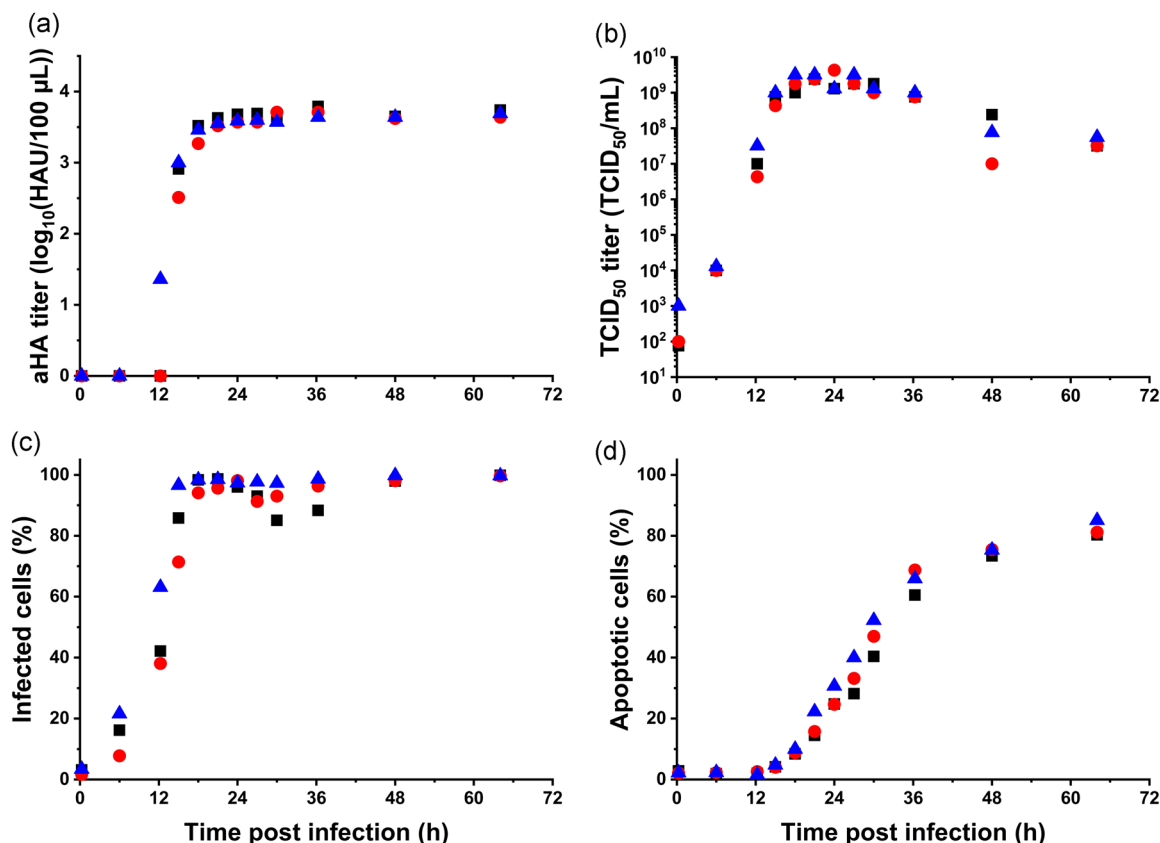 (a)
aHA titer (log10(HAU/100 µL))
4
3
2
1
0
0 12 24 36 48 60 72
(b)
TCID50 titer (TCID50/mL)
10^10
10^9
10^8
10^7
10^6
10^5
10^4
10^3
10^2
10^1
0 12 24 36 48 60 72
(c)
Infected cells (%)
100
80
60
40
20
0
0 12 24 36 48 60 72
Time post infection (h)
(d)
Apoptotic cells (%)
100
80
60
40
20
0
0 12 24 36 48 60 72
Time post infection (h)